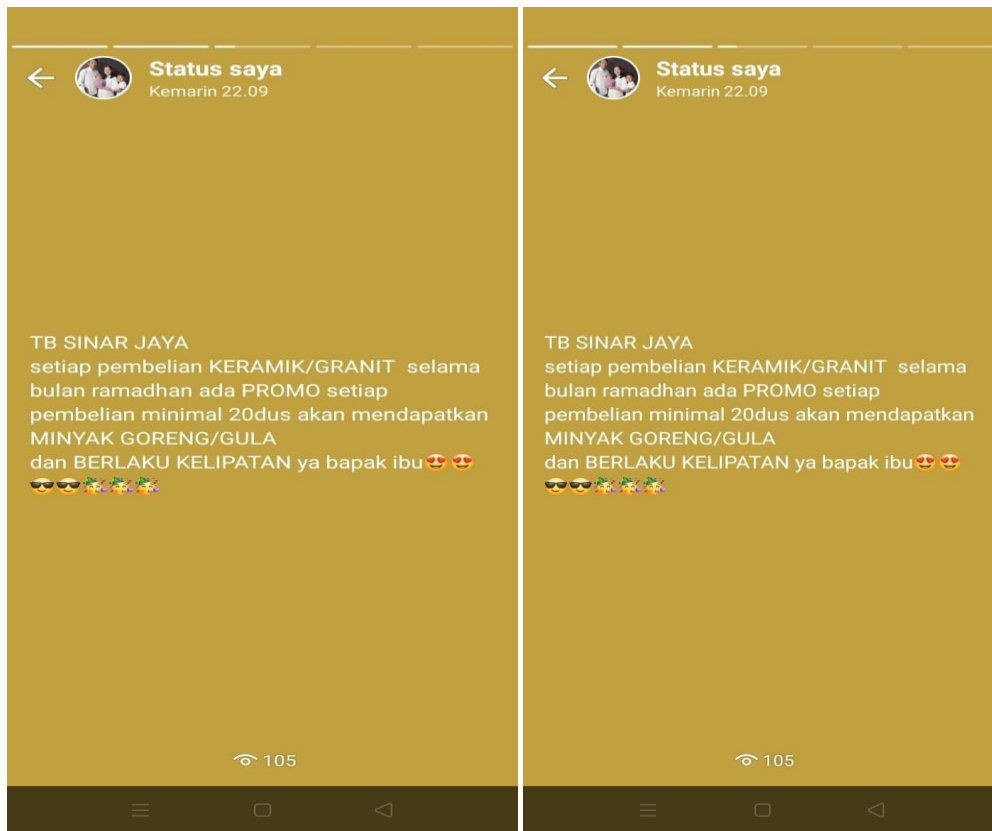 Status saya
Kemarin 22.09
TB SINAR JAYA
setiap pembelian KERAMIK/GRANIT selama
bulan ramadhan ada PROMO setiap
pembelian minimal 20dus akan mendapatkan
MINYAK GORENG/GULA
dan BERLAKU KELIPATAN ya bapak ibu😍😍
😎😎🥳🥳🥳
105
Status saya
Kemarin 22.09
TB SINAR JAYA
setiap pembelian KERAMIK/GRANIT selama
bulan ramadhan ada PROMO setiap
pembelian minimal 20dus akan mendapatkan
MINYAK GORENG/GULA
dan BERLAKU KELIPATAN ya bapak ibu😍😍
😎😎🥳🥳🥳
105